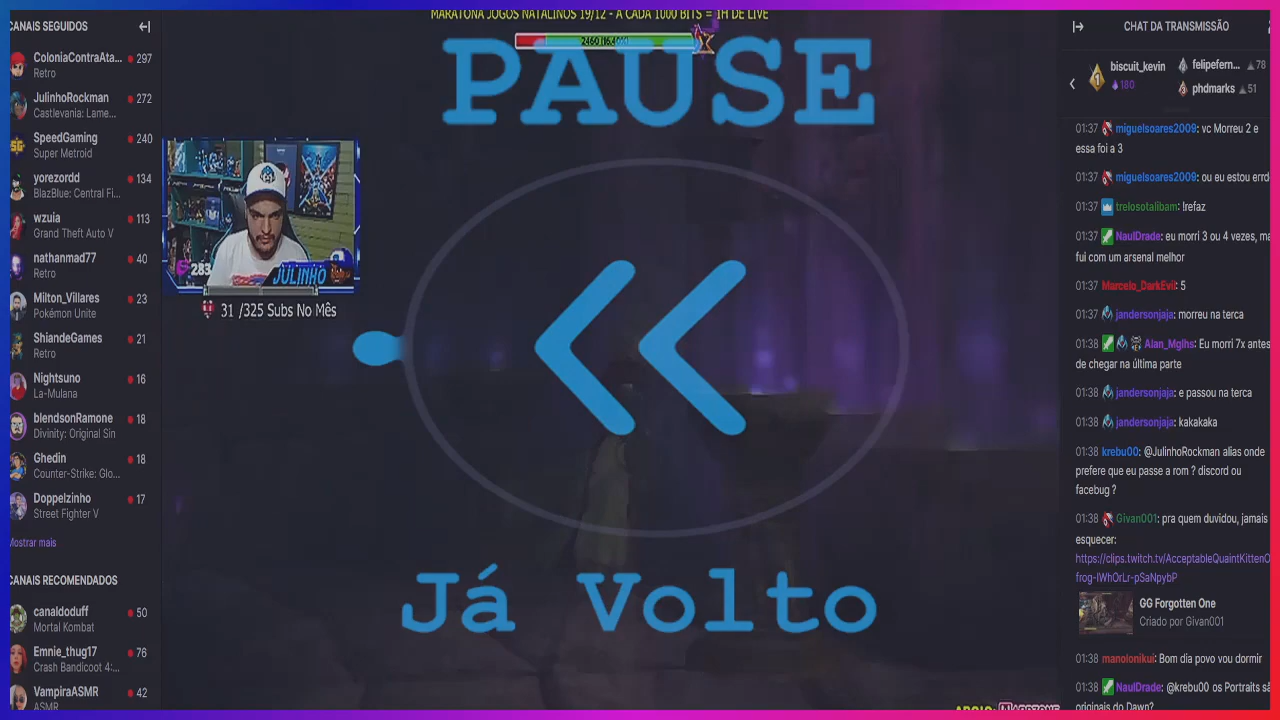 CANAIS SEGUIDOS
ColoniaContraAta...
297
Retro
JulinhoRockman
272
Castlevania: Lame...
SpeedGaming
240
Super Metroid
yorezordd
134
BlazBlue: Central Fi...
wzuia
113
Grand Theft Auto V
nathanmad77
40
Retro
Milton_Villares
23
Pokémon Unite
ShiandeGames
21
Retro
Nightsuno
16
La-Mulana
blendsonRamone
18
Divinity: Original Sin
Ghedin
18
Counter-Strike: Glo...
Doppelzinho
17
Street Fighter V
Mostrar mais
CANAIS RECOMENDADOS
canaldoduff
50
Mortal Kombat
Emnie_thug17
76
Crash Bandicoot 4:...
VampiraASMR
42
ASMR
MARATONA JOGOS NATALINOS 19/12 - A CADA 1000 BITS = 1H DE LIVE
PAUSE
283
JULINHO
31 /325 Subs No Mês
Já Volto
APOIO:
CHAT DA TRANSMISSÃO
1
biscuit_kevin
180
felipefern...
78
phdmarks
51
01:37 miguelsoares2009: vc Morreu 2 e
essa foi a 3
01:37 miguelsoares2009: ou eu estou errd
01:37 trelosotalibam: !refaz
01:37 NaulDrade: eu morri 3 ou 4 vezes, ma
fui com um arsenal melhor
01:37 Marcelo_DarkEvil: 5
01:37 jandersonjaja: morreu na terca
01:38 Alan_Mglhs: Eu morri 7x antes
de chegar na última parte
01:38 jandersonjaja: e passou na terca
01:38 jandersonjaja: kakakaka
01:38 krebu00: @JulinhoRockman alias onde
prefere que eu passe a rom ? discord ou
facebug ?
01:38 Givan001: pra quem duvidou, jamais
esquecer:
https://clips.twitch.tv/AcceptableQuaintKittenO
frog-IWhOrLr-pSaNpybP
GG Forgotten One
Criado por Givan001
01:38 manolonikui: Bom dia povo vou dormir
01:38 NaulDrade: @krebu00 os Portraits sã
originais do Dawn?